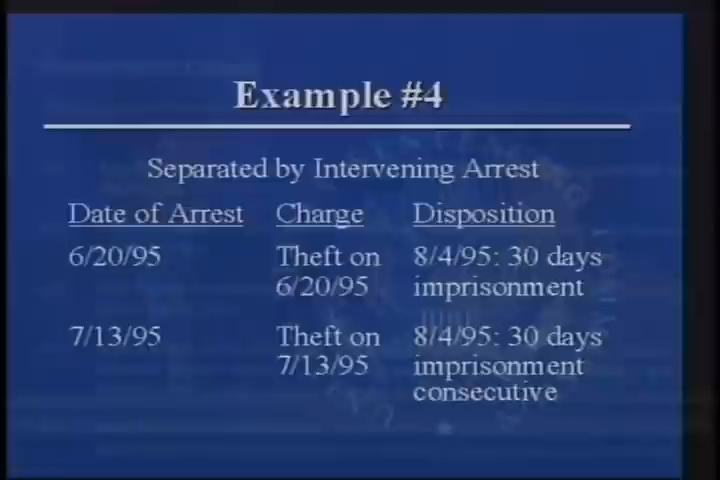 Example #4
Separated by Intervening Arrest
Date of Arrest Charge Disposition
6/20/95 Theft on 8/4/95: 30 days
6/20/95 imprisonment
7/13/95 Theft on 8/4/95: 30 days
7/13/95 imprisonment
consecutive